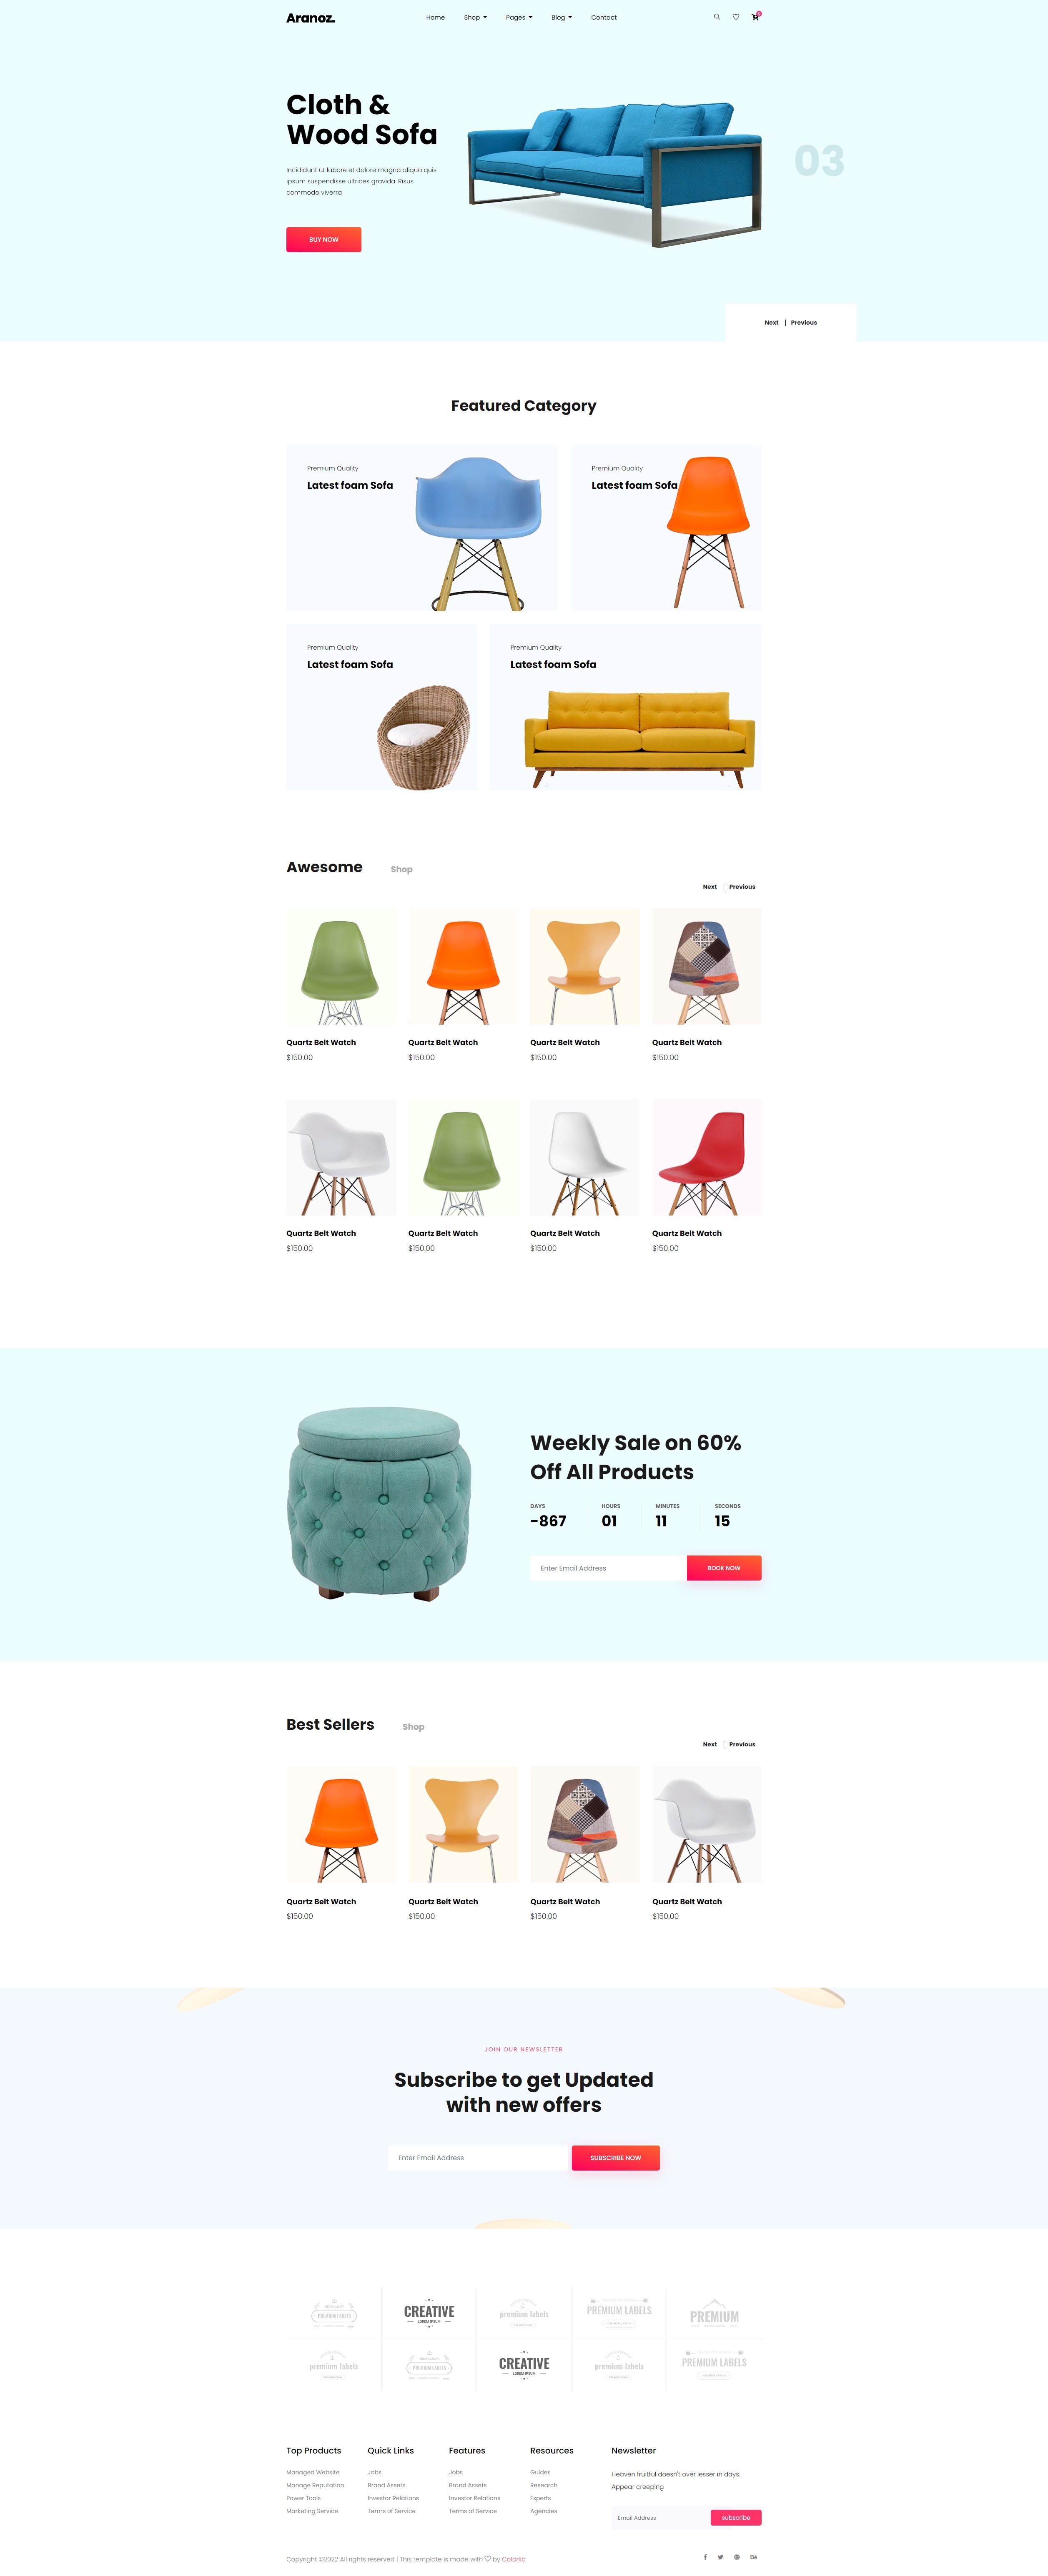 Aranoz.
Home
Shop
Pages
Blog
Contact
Cloth &
Wood Sofa
Incididunt ut labore et dolore magna aliqua quis
ipsum suspendisse ultrices gravida. Risus
commodo viverra
BUY NOW
03
Next | Previous
Featured Category
Premium Quality
Latest foam Sofa
Premium Quality
Latest foam Sofa
Premium Quality
Latest foam Sofa
Premium Quality
Latest foam Sofa
Awesome
Shop
Next | Previous
Quartz Belt Watch
$150.00
Quartz Belt Watch
$150.00
Quartz Belt Watch
$150.00
Quartz Belt Watch
$150.00
Quartz Belt Watch
$150.00
Quartz Belt Watch
$150.00
Quartz Belt Watch
$150.00
Quartz Belt Watch
$150.00
Weekly Sale on 60%
Off All Products
DAYS
-867
HOURS
01
MINUTES
11
SECONDS
15
Enter Email Address
BOOK NOW
Best Sellers
Shop
Next | Previous
Quartz Belt Watch
$150.00
Quartz Belt Watch
$150.00
Quartz Belt Watch
$150.00
Quartz Belt Watch
$150.00
JOIN OUR NEWSLETTER
Subscribe to get Updated
with new offers
Enter Email Address
SUBSCRIBE NOW
PREMIUM LABELS
CREATIVE
LOREM IPSUM
premium labels
PREMIUM LABELS
PREMIUM
premium labels
PREMIUM LABELS
CREATIVE
LOREM IPSUM
premium labels
PREMIUM LABELS
Top Products
Managed Website
Manage Reputation
Power Tools
Marketing Service
Quick Links
Jobs
Brand Assets
Investor Relations
Terms of Service
Features
Jobs
Brand Assets
Investor Relations
Terms of Service
Resources
Guides
Research
Experts
Agencies
Newsletter
Heaven fruitful doesn't over lesser in days.
Appear creeping
Email Address
subscribe
Copyright ©2022 All rights reserved | This template is made with ♡ by Colorlib